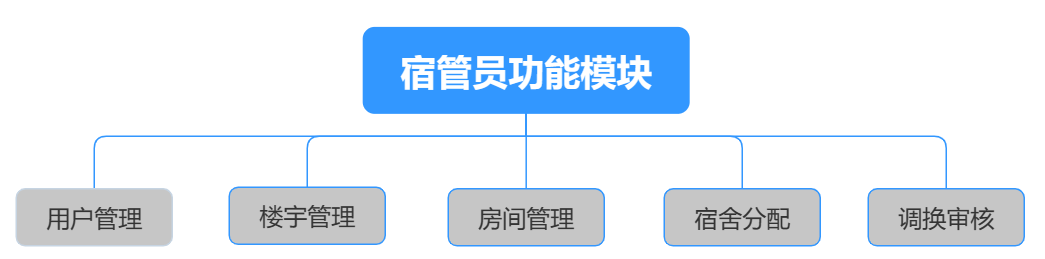 宿管员功能模块
用户管理
楼宇管理
房间管理
宿舍分配
调换审核